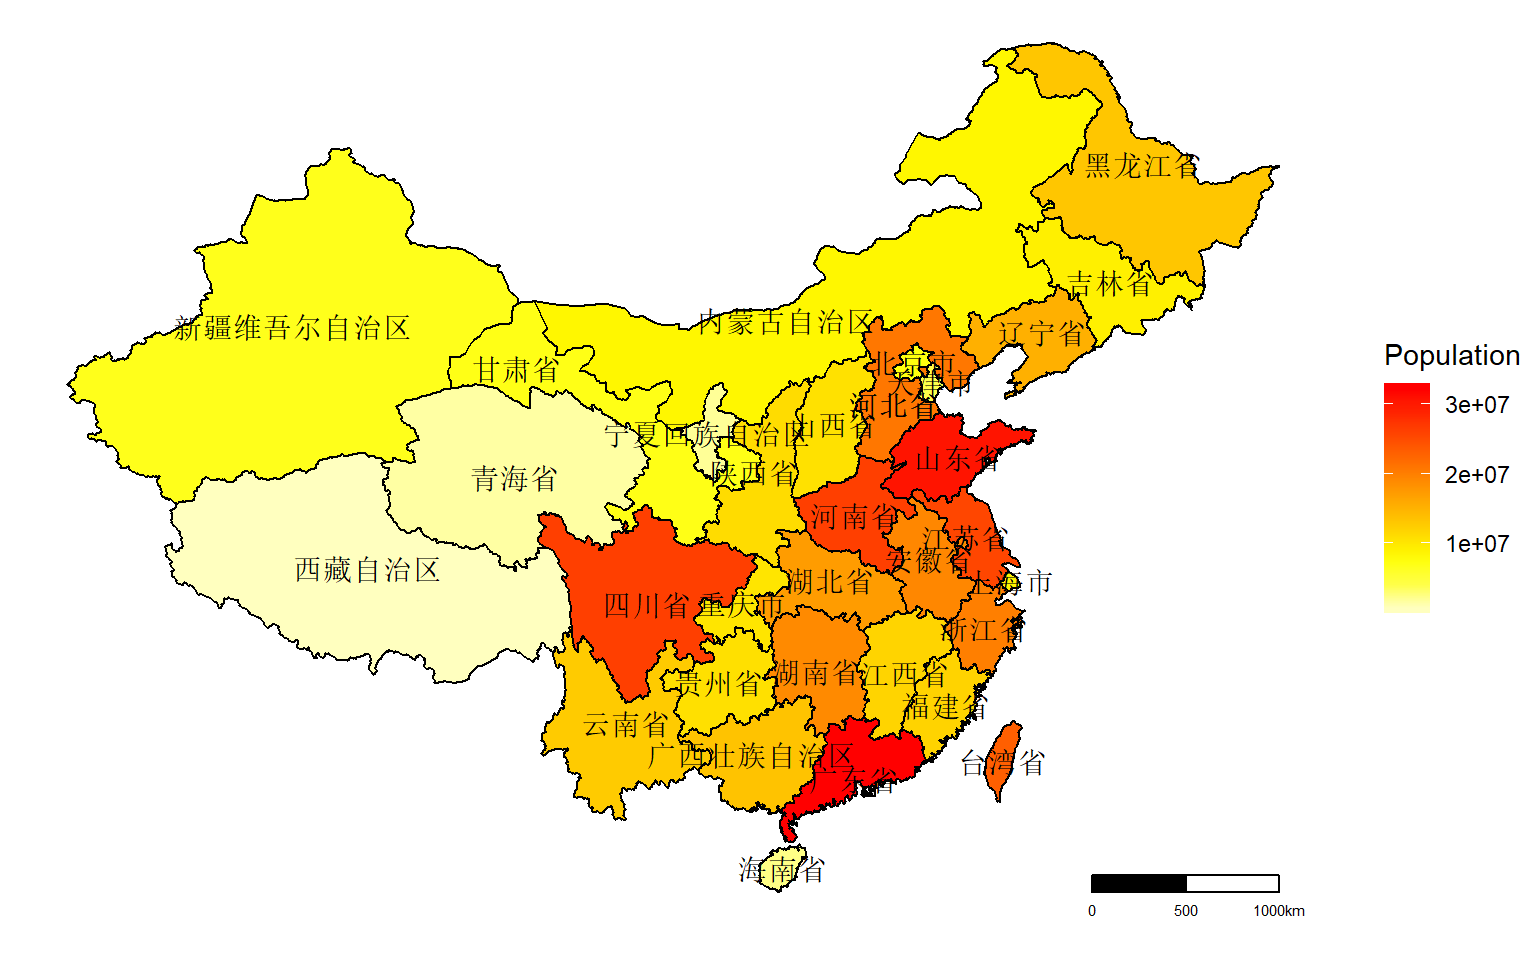 黑龙江省
吉林省
内蒙古自治区
新疆维吾尔自治区
辽宁省
甘肃省
北京市
天津市
河北省
山西省
宁夏回族自治区
山东省
陕西省
青海省
河南省
江苏省
安徽省
西藏自治区
湖北省
上海市
四川省
重庆市
浙江省
湖南省
江西省
贵州省
福建省
云南省
广西壮族自治区
台湾省
广东省
海南省
Population
3e+07
2e+07
1e+07
0 500 1000km